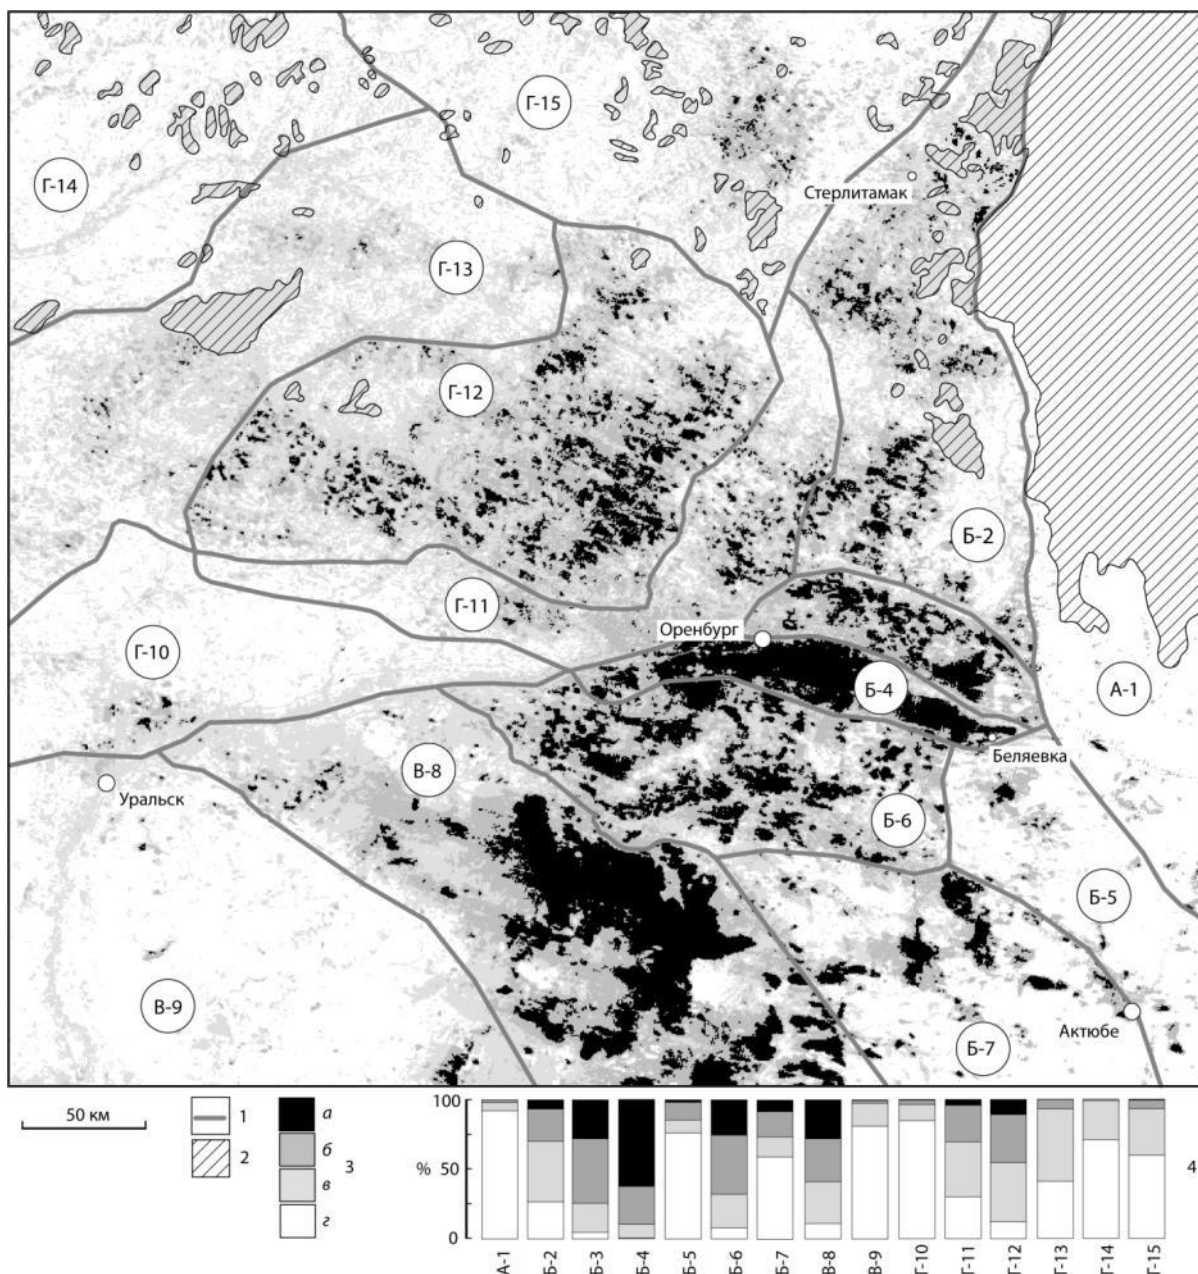 Г-15
Г-14
Стерлитамак
Г-13
Г-12
Б-2
Г-11
Оренбург
Г-10
Б-4
А-1
Беляевка
В-8
Уральск
Б-6
Б-5
В-9
Актюбе
Б-7
50 км
1
2
а
б
в
г
3
100
%
50
0
4
А-1
Б-2
Б-3
Б-4
Б-5
Б-6
Б-7
В-8
В-9
Г-10
Г-11
Г-12
Г-13
Г-14
Г-15